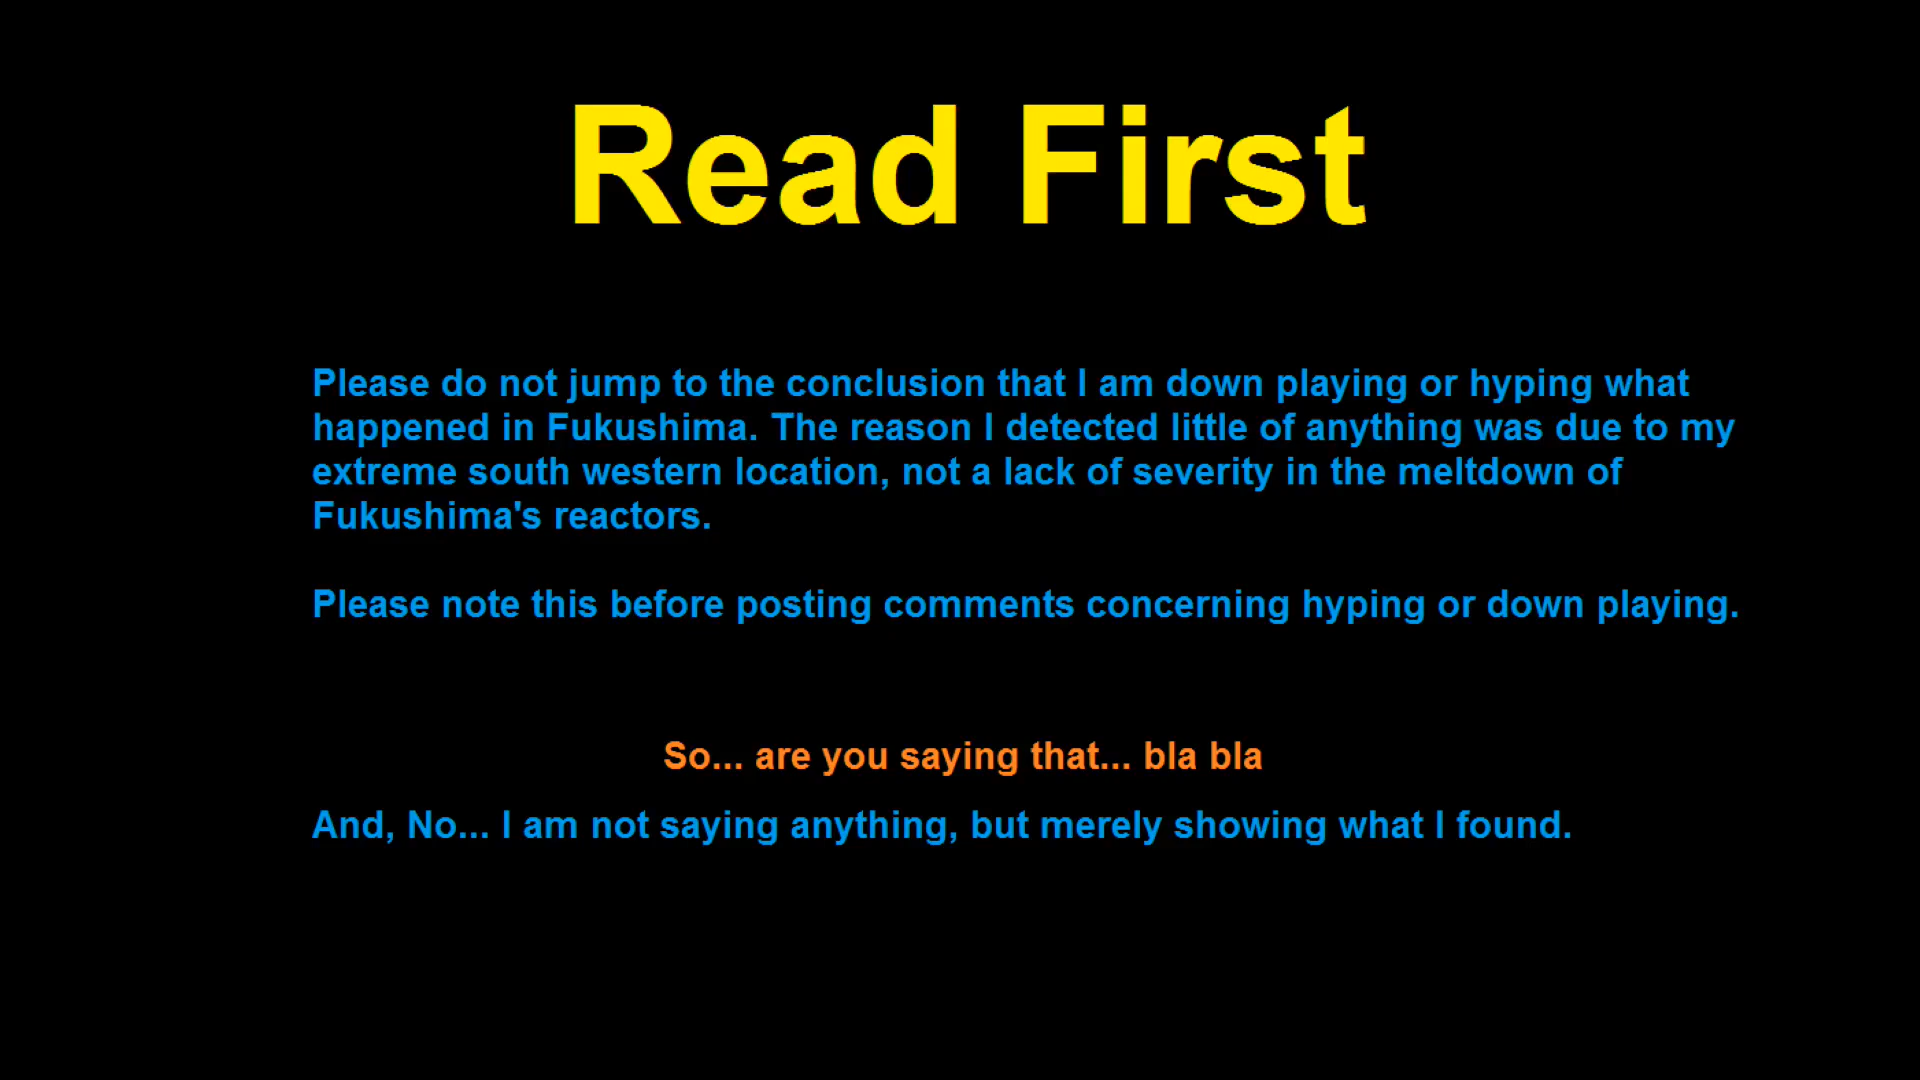 Read First
Please do not jump to the conclusion that I am down playing or hyping what
happened in Fukushima. The reason I detected little of anything was due to my
extreme south western location, not a lack of severity in the meltdown of
Fukushima's reactors.
Please note this before posting comments concerning hyping or down playing.
So... are you saying that... bla bla
And, No... I am not saying anything, but merely showing what I found.